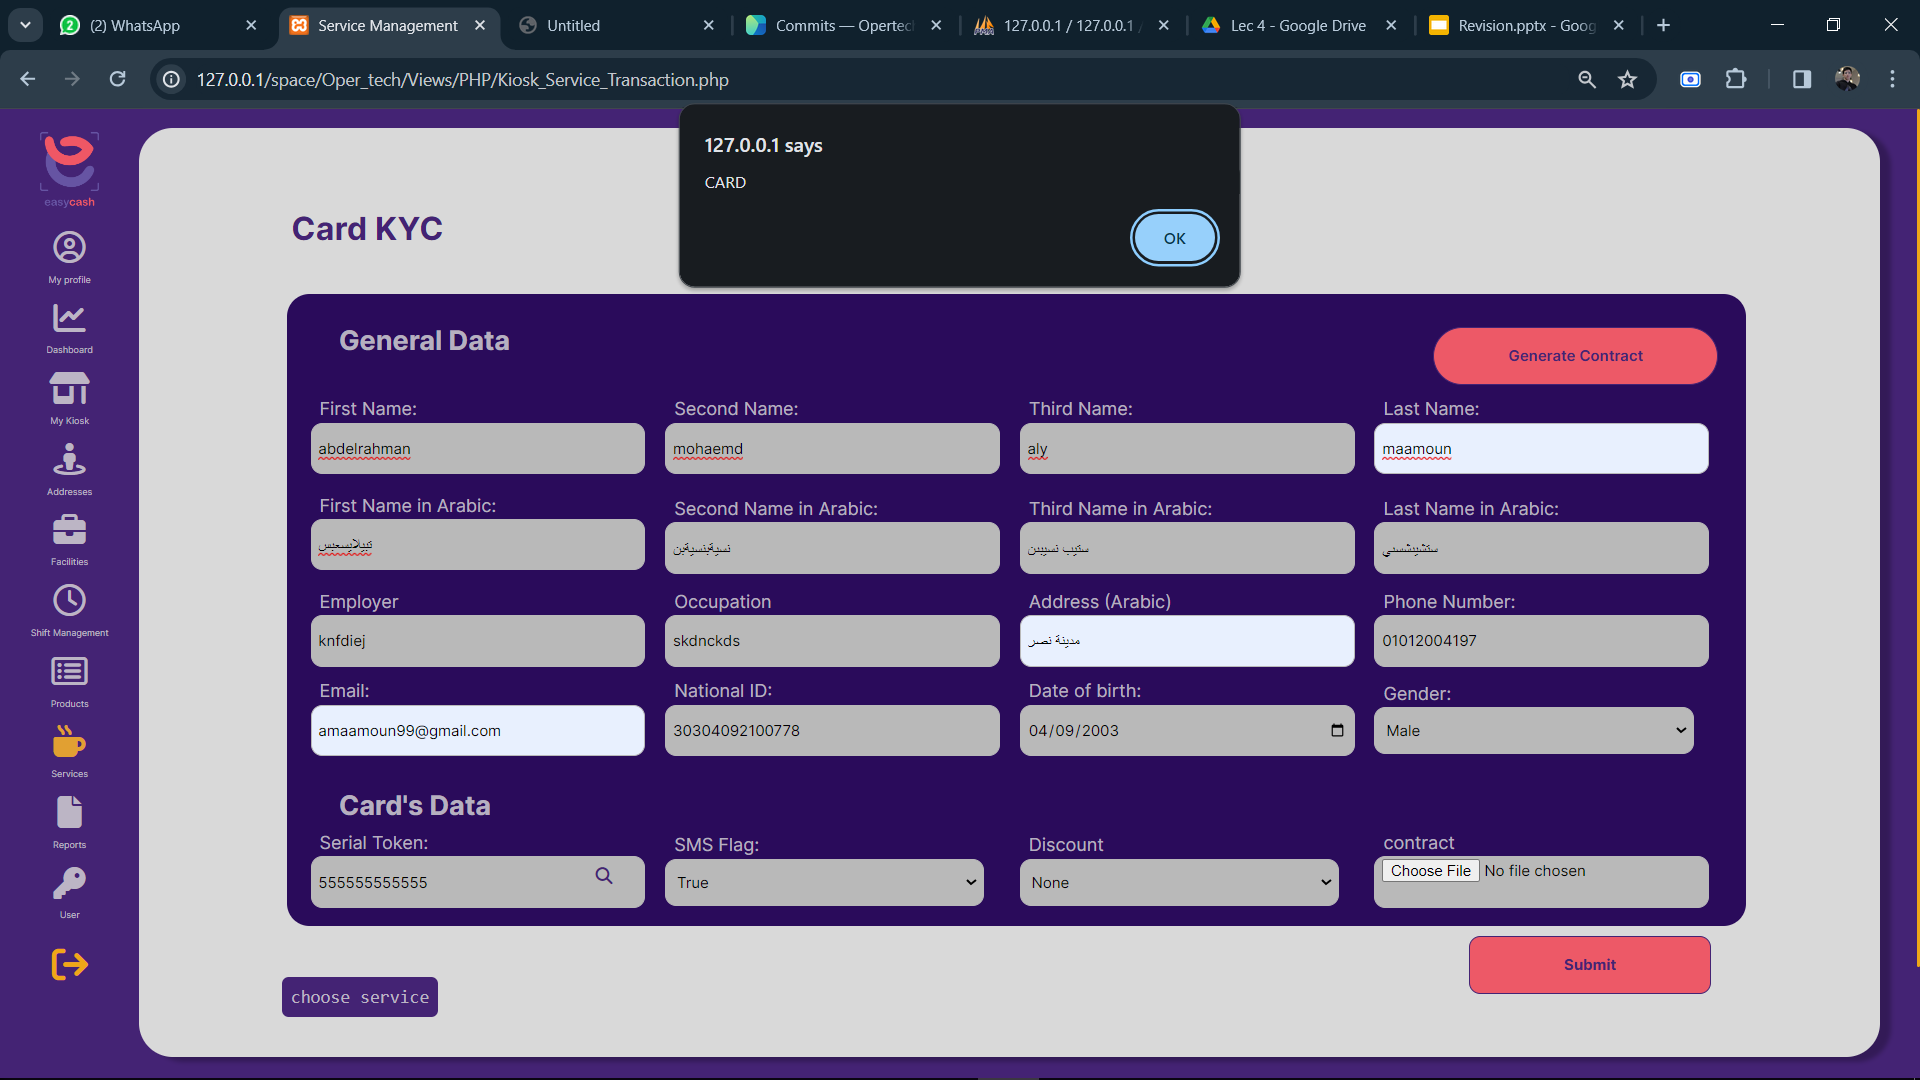 (2) WhatsApp
Service Management
Untitled
Commits — Opertec
127.0.0.1 / 127.0.0.1 /
Lec 4 - Google Drive
Revision.pptx - Goog
127.0.0.1/space/Oper_tech/Views/PHP/Kiosk_Service_Transaction.php
127.0.0.1 says
CARD
OK
easycash
My profile
Dashboard
My Kiosk
Addresses
Facilities
Shift Management
Products
Services
Reports
User
Card KYC
General Data
Generate Contract
First Name:
Second Name:
Third Name:
Last Name:
abdelrahman
mohaemd
aly
maamoun
First Name in Arabic:
Second Name in Arabic:
Third Name in Arabic:
Last Name in Arabic:
Employer
Occupation
Address (Arabic)
Phone Number:
knfdiej
skdnckds
مدينة نصر
01012004197
Email:
National ID:
Date of birth:
Gender:
amaamoun99@gmail.com
30304092100778
04/09/2003
Male
Card's Data
Serial Token:
SMS Flag:
Discount
contract
555555555555
True
None
Choose File No file chosen
Submit
choose service